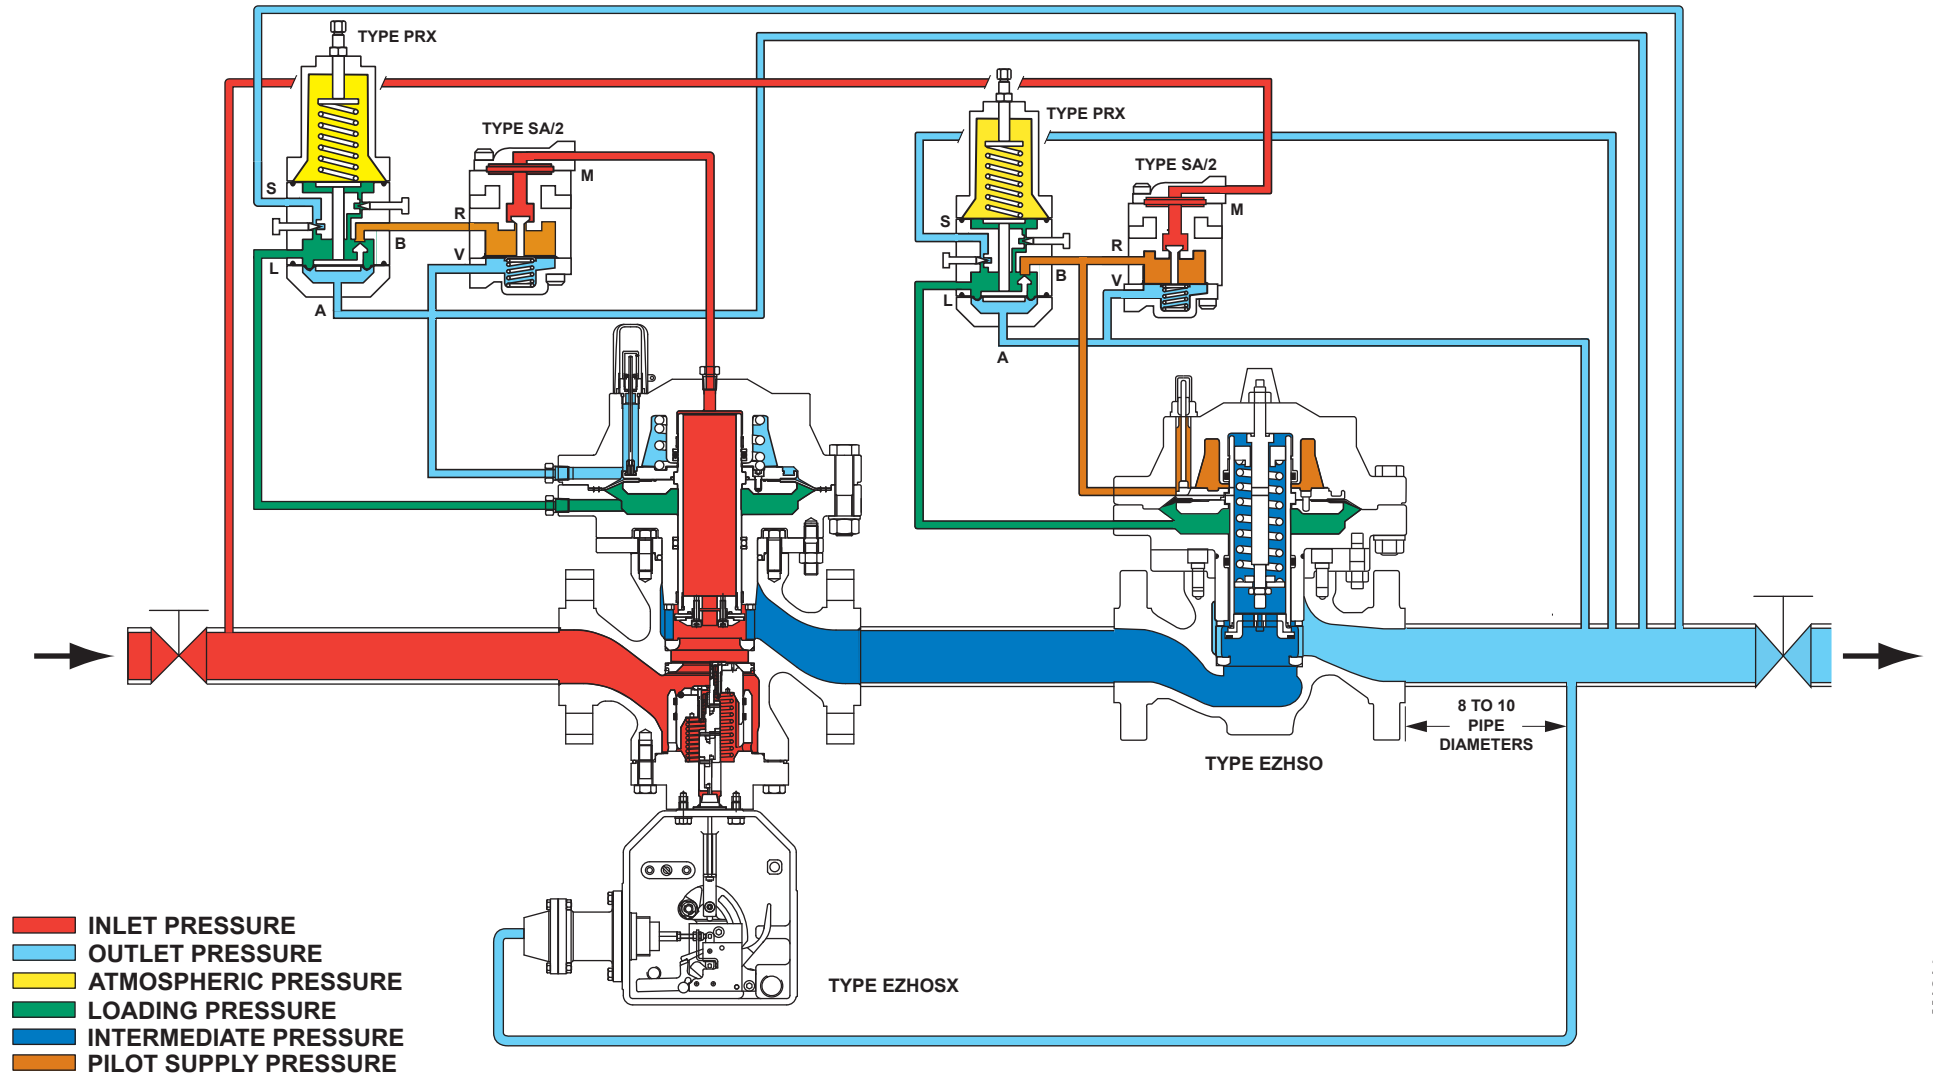 TYPE PRX
TYPE SA/2
M
S
R
B
V
L
A
TYPE PRX
TYPE SA/2
M
S
R
B
V
L
A
8 TO 10
PIPE
DIAMETERS
TYPE EZHSO
TYPE EZHOSX
INLET PRESSURE
OUTLET PRESSURE
ATMOSPHERIC PRESSURE
LOADING PRESSURE
INTERMEDIATE PRESSURE
PILOT SUPPLY PRESSURE